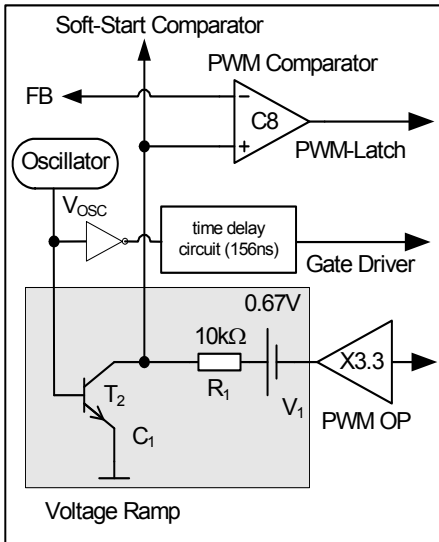 Soft-Start Comparator
PWM Comparator
FB
C8
Oscillator
PWM-Latch
VOSC
time delay
circuit (156ns)
Gate Driver
0.67V
10kΩ
X3.3
T2
R1
V1
C1
PWM OP
Voltage Ramp